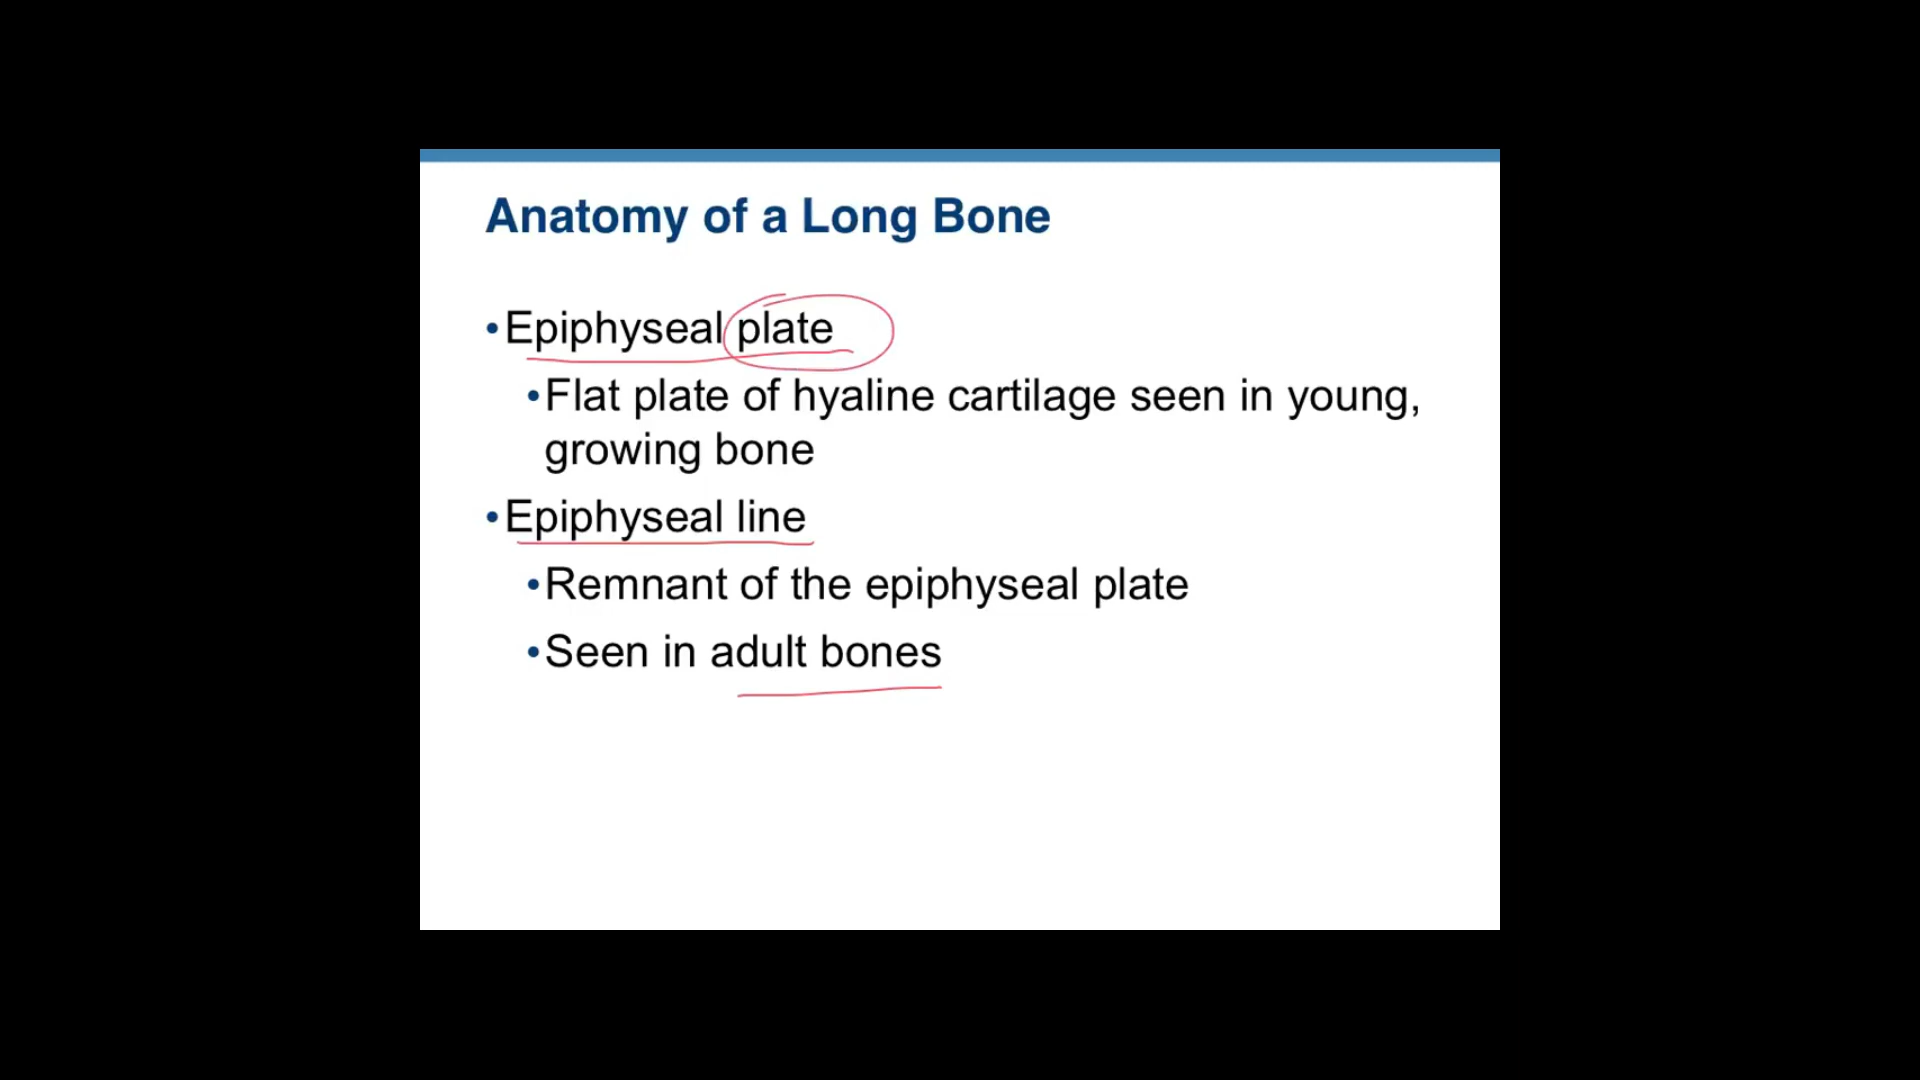 Anatomy of a Long Bone
•Epiphyseal plate
•Flat plate of hyaline cartilage seen in young,
growing bone
•Epiphyseal line
•Remnant of the epiphyseal plate
•Seen in adult bones